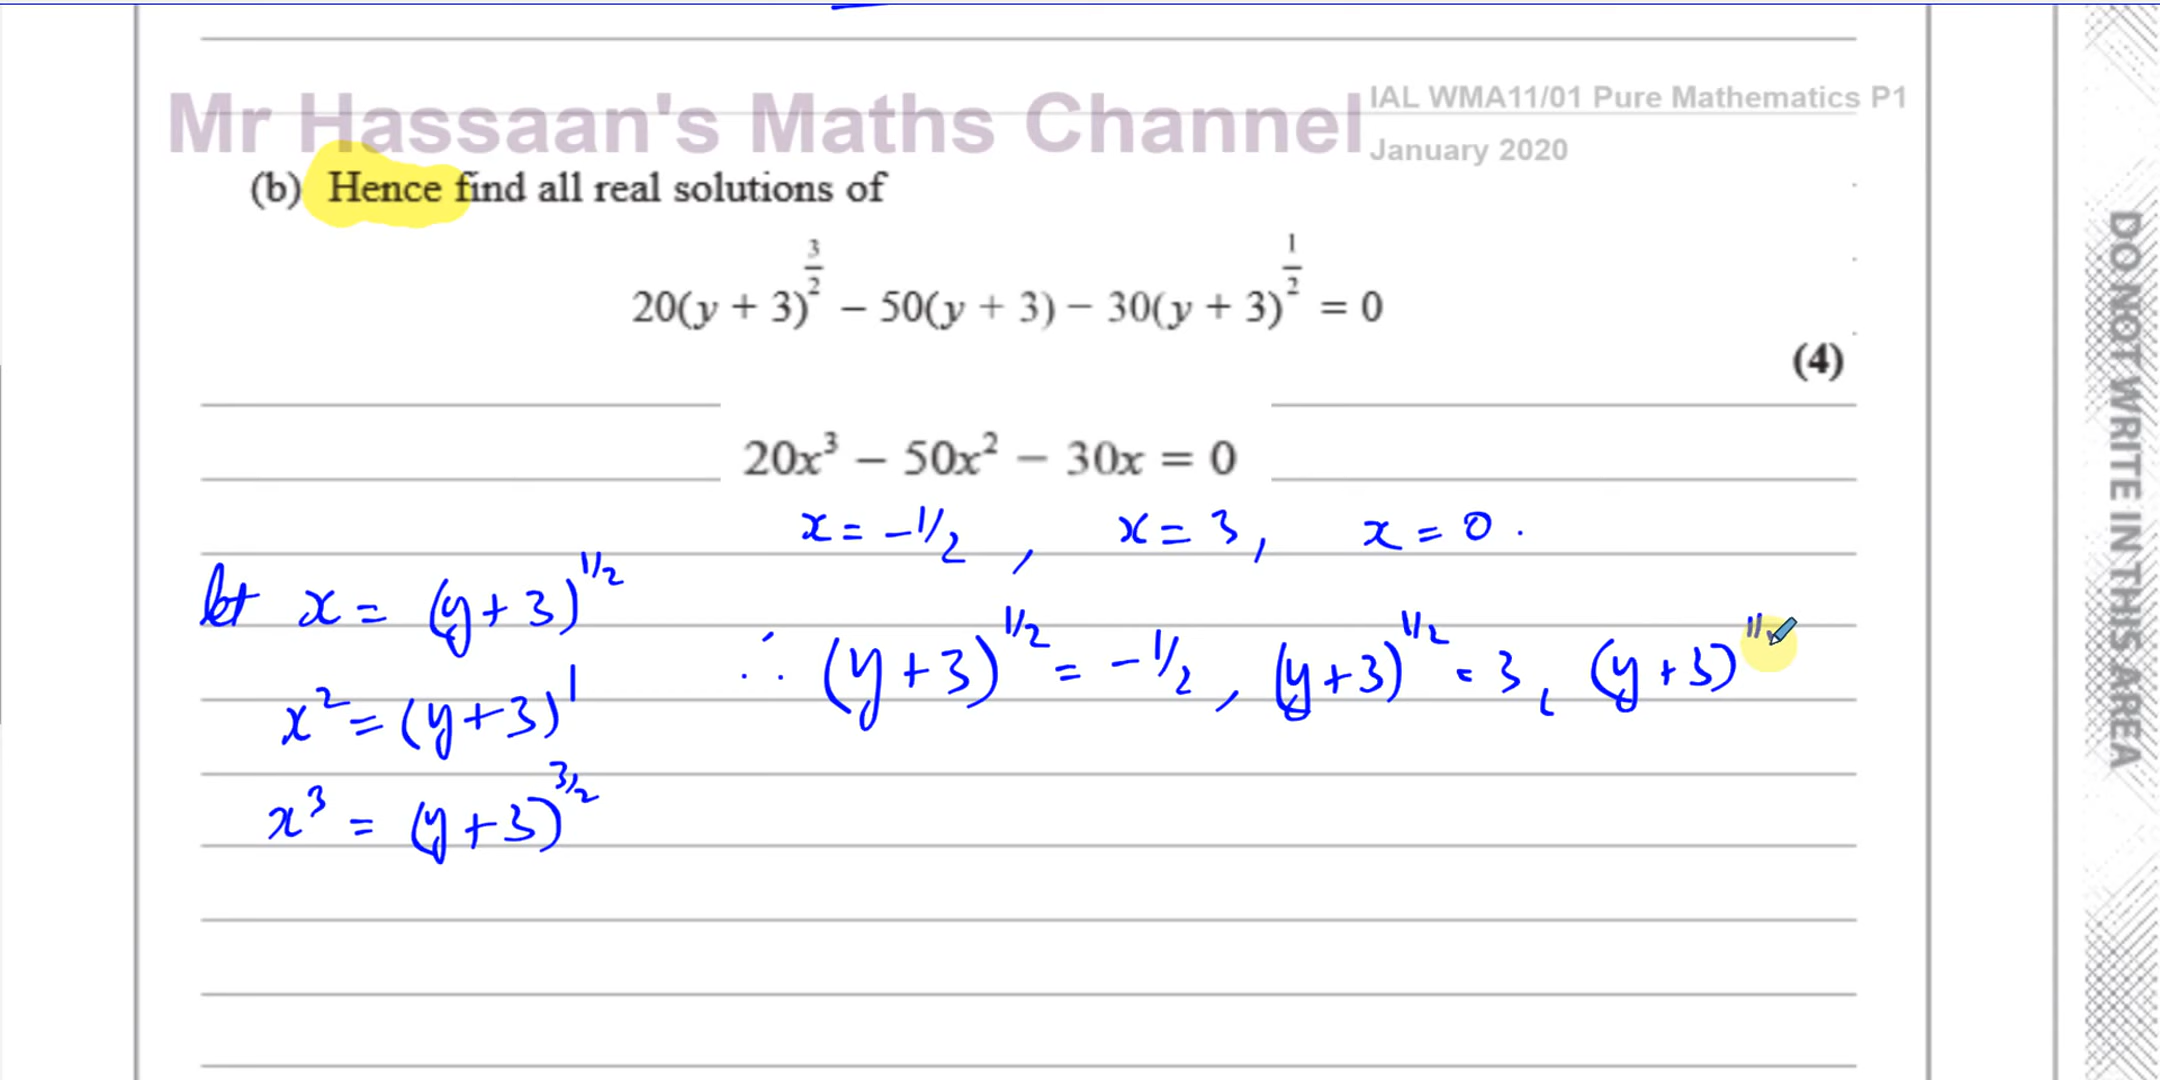 Mr Hassaan's Maths Channel
IAL WMA11/01 Pure Mathematics P1
January 2020
(b) Hence find all real solutions of
20(y + 3)^{3/2} − 50(y + 3) − 30(y + 3)^{1/2} = 0
(4)
20x³ − 50x² − 30x = 0
x = -1/2 , x = 3, x = 0.
let x = (y+3)^{1/2}
∴ (y+3)^{1/2} = -1/2, (y+3)^{1/2} = 3, (y+3)
x² = (y+3)^1
x³ = (y+3)^{3/2}
DO NOT WRITE IN THIS AREA